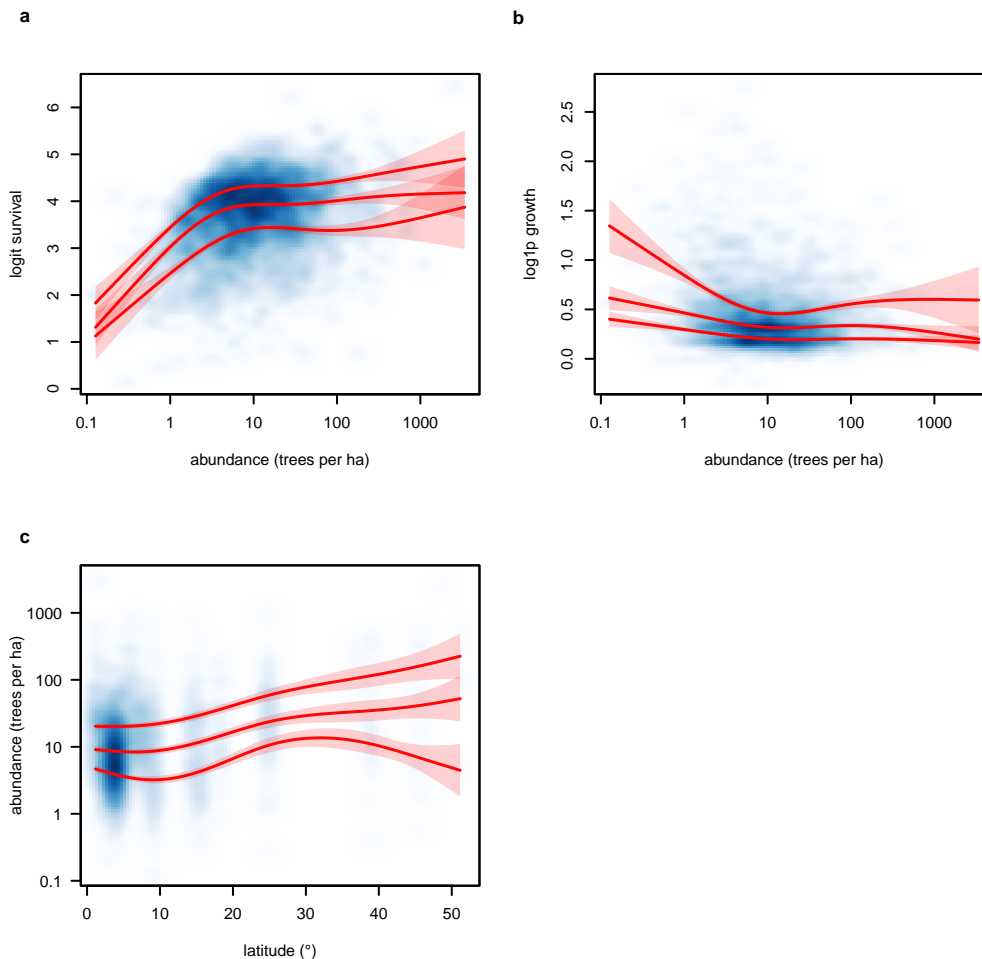 a
6
5
4
3
2
1
0
logit survival
0.1 1 10 100 1000
abundance (trees per ha)
b
2.5
2.0
1.5
1.0
0.5
0.0
log1p growth
0.1 1 10 100 1000
abundance (trees per ha)
c
1000
100
10
1
0.1
abundance (trees per ha)
0 10 20 30 40 50
latitude (°)